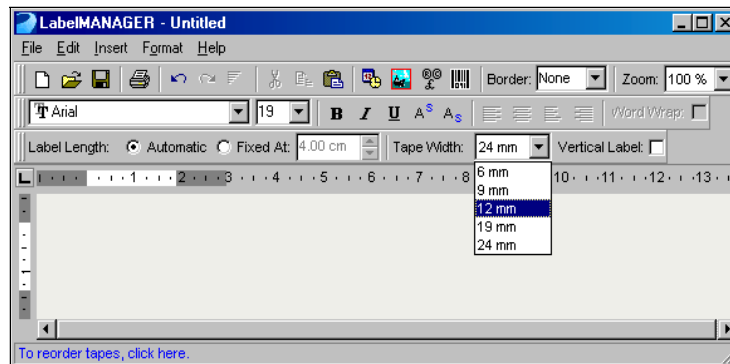 LabelMANAGER - Untitled
File Edit Insert Format Help
Border: None Zoom: 100 %
Arial 19 B I U A S A S Word Wrap:
Label Length: Automatic Fixed At: 4.00 cm Tape Width: 24 mm Vertical Label:
L 1 2 3 4 5 6 7 8 10 11 12 13
6 mm
9 mm
12 mm
19 mm
24 mm
1
To reorder tapes, click here.